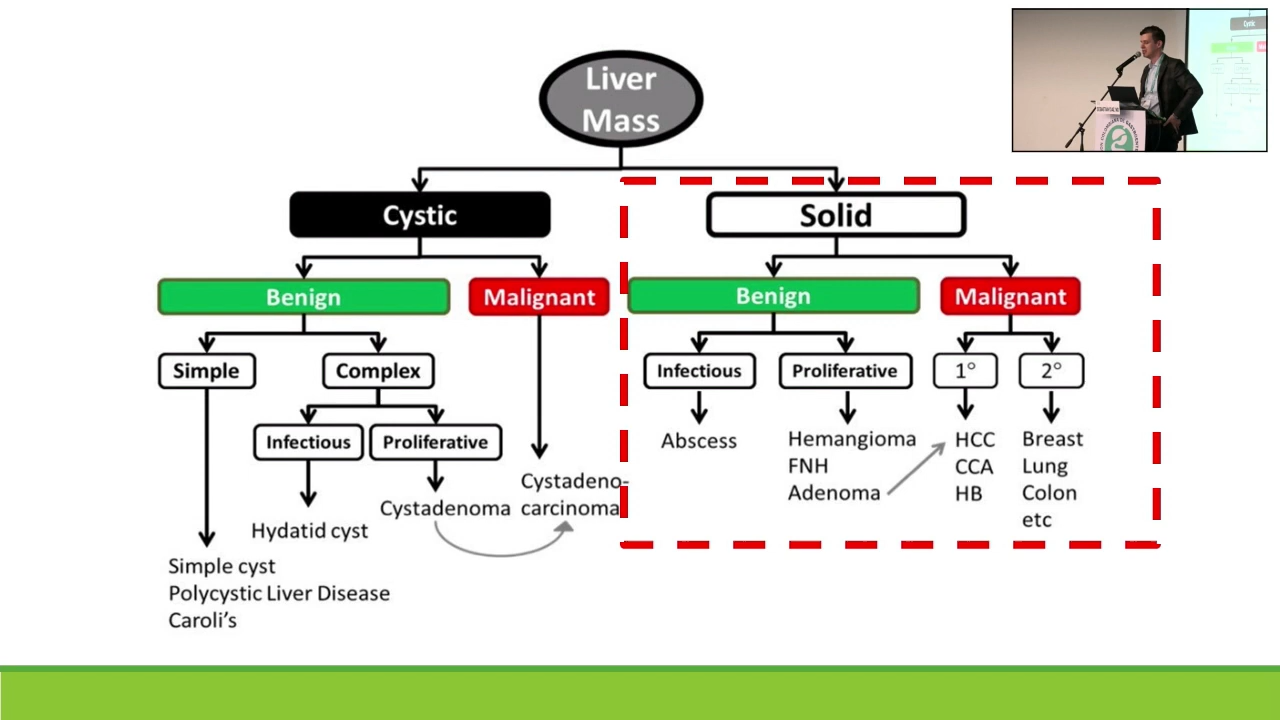 Liver
Mass
Cystic
Solid
Benign
Malignant
Benign
Malignant
Simple
Complex
Infectious
Proliferative
1°
2°
Infectious
Proliferative
Abscess
Hemangioma
FNH
Adenoma
HCC
CCA
HB
Breast
Lung
Colon
etc
Cystadenoma
Cystadeno-
carcinoma
Hydatid cyst
Simple cyst
Polycystic Liver Disease
Caroli's
Cystic